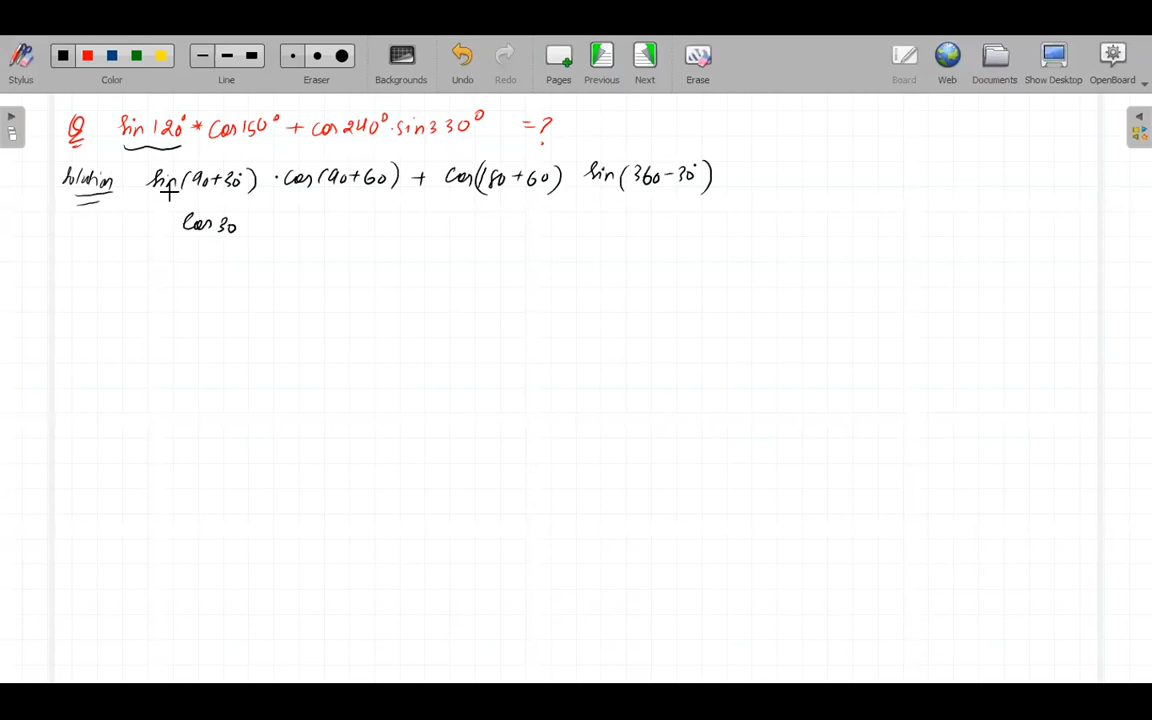 Stylus Color Line Eraser Backgrounds Undo Redo Pages Previous Next Erase Board Web Documents Show Desktop OpenBoard
Q sin 120° * cos 150° + cos 240° · sin 330° = ?
Solution sin (90+30°) · cos (90+60) + cos (180+60) sin (360-30°)
cos 30